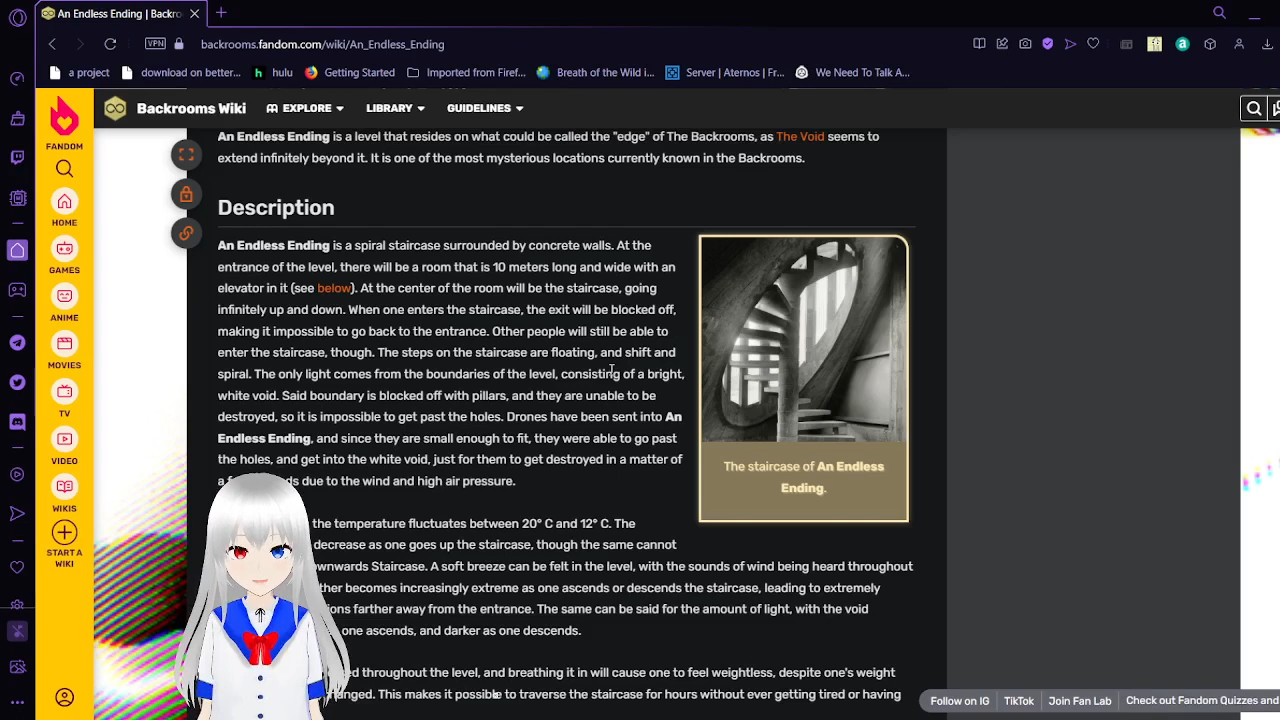 An Endless Ending | Backro
VPN
backrooms.fandom.com/wiki/An_Endless_Ending
a project
download on better...
hulu
Getting Started
Imported from Firef...
Breath of the Wild i...
Server | Aternos | Fr...
We Need To Talk A...
FANDOM
HOME
GAMES
ANIME
MOVIES
TV
VIDEO
WIKIS
START A
WIKI
Backrooms Wiki
EXPLORE
LIBRARY
GUIDELINES
An Endless Ending is a level that resides on what could be called the "edge" of The Backrooms, as The Void seems to
extend infinitely beyond it. It is one of the most mysterious locations currently known in the Backrooms.
Description
An Endless Ending is a spiral staircase surrounded by concrete walls. At the
entrance of the level, there will be a room that is 10 meters long and wide with an
elevator in it (see below). At the center of the room will be the staircase, going
infinitely up and down. When one enters the staircase, the exit will be blocked off,
making it impossible to go back to the entrance. Other people will still be able to
enter the staircase, though. The steps on the staircase are floating, and shift and
spiral. The only light comes from the boundaries of the level, consisting of a bright,
white void. Said boundary is blocked off with pillars, and they are unable to be
destroyed, so it is impossible to get past the holes. Drones have been sent into An
Endless Ending, and since they are small enough to fit, they were able to go past
the holes, and get into the white void, just for them to get destroyed in a matter of
a f ds due to the wind and high air pressure.
The staircase of An Endless
Ending.
the temperature fluctuates between 20° C and 12° C. The
decrease as one goes up the staircase, though the same cannot
ownwards Staircase. A soft breeze can be felt in the level, with the sounds of wind being heard throughout
ther becomes increasingly extreme as one ascends or descends the staircase, leading to extremely
ions farther away from the entrance. The same can be said for the amount of light, with the void
one ascends, and darker as one descends.
ed throughout the level, and breathing it in will cause one to feel weightless, despite one's weight
anged. This makes it possible to traverse the staircase for hours without ever getting tired or having
Follow on IG
TikTok
Join Fan Lab
Check out Fandom Quizzes and